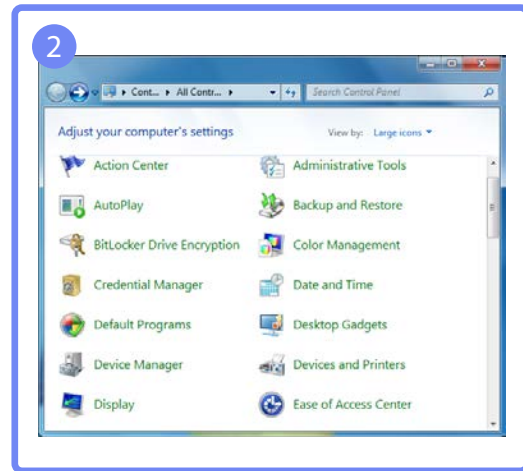 2
Cont... All Contr...
Search Control Panel
Adjust your computer's settings
View by: Large icons
Action Center
Administrative Tools
AutoPlay
Backup and Restore
BitLocker Drive Encryption
Color Management
Credential Manager
Date and Time
Default Programs
Desktop Gadgets
Device Manager
Devices and Printers
Display
Ease of Access Center